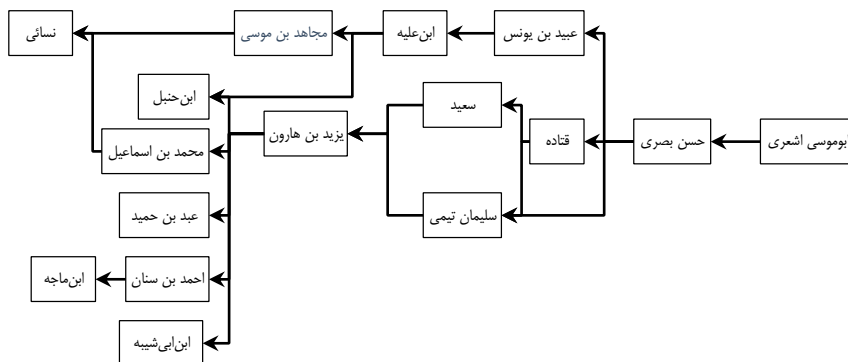 ابوموسی اشعری
حسن بصری
عبید بن یونس
قتاده
سعید
سلیمان تیمی
ابن‌علیه
یزید بن هارون
مجاهد بن موسی
ابن‌حنبل
محمد بن اسماعیل
عبد بن حمید
احمد بن سنان
ابن‌ابی‌شیبه
نسائی
ابن‌ماجه